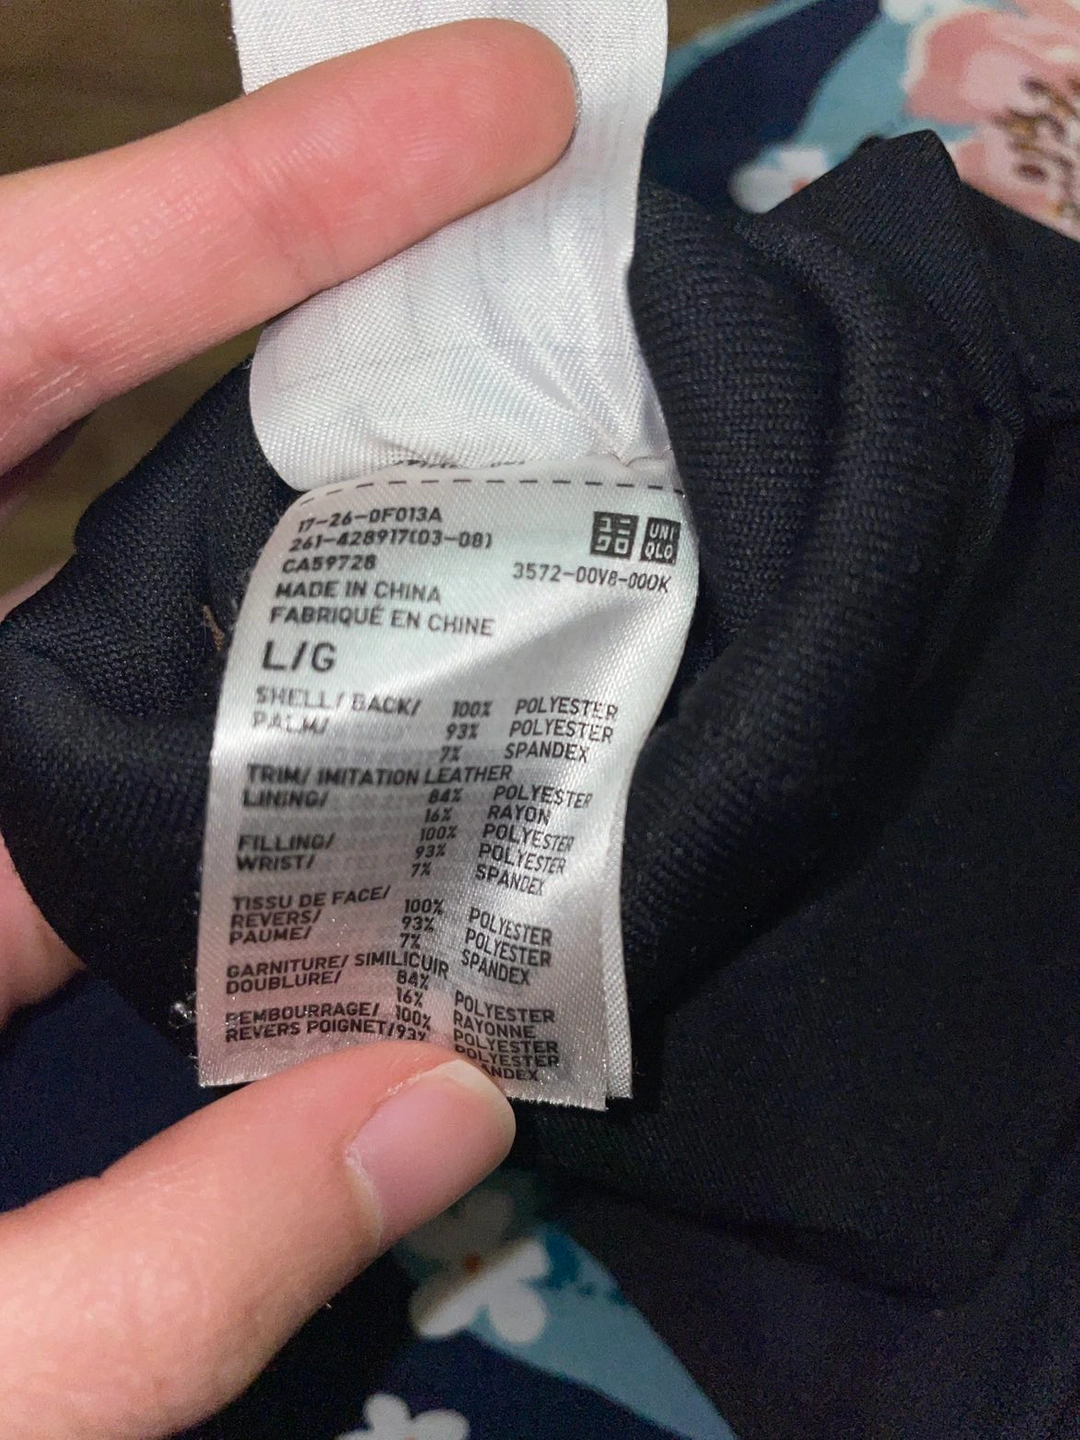 17-26-0F013A
261-428917(03-08)
CA59728
ユニ
クロ
UNI
QLO
3572-00V8-000K
MADE IN CHINA
FABRIQUÉ EN CHINE
L/G
SHELL/ BACK/ 100% POLYESTER
PALM/ 93% POLYESTER
7% SPANDEX
TRIM/ IMITATION LEATHER
LINING/ 84% POLYESTER
16% RAYON
FILLING/ 100% POLYESTER
WRIST/ 93% POLYESTER
7% SPANDEX
TISSU DE FACE/
REVERS/ 100% POLYESTER
PAUME/ 93% POLYESTER
7% SPANDEX
GARNITURE/ SIMILICUIR
DOUBLURE/ 84% POLYESTER
16% RAYONNE
REMBOURRAGE/ 100% POLYESTER
REVERS POIGNET/93% POLYESTER
ANDEX